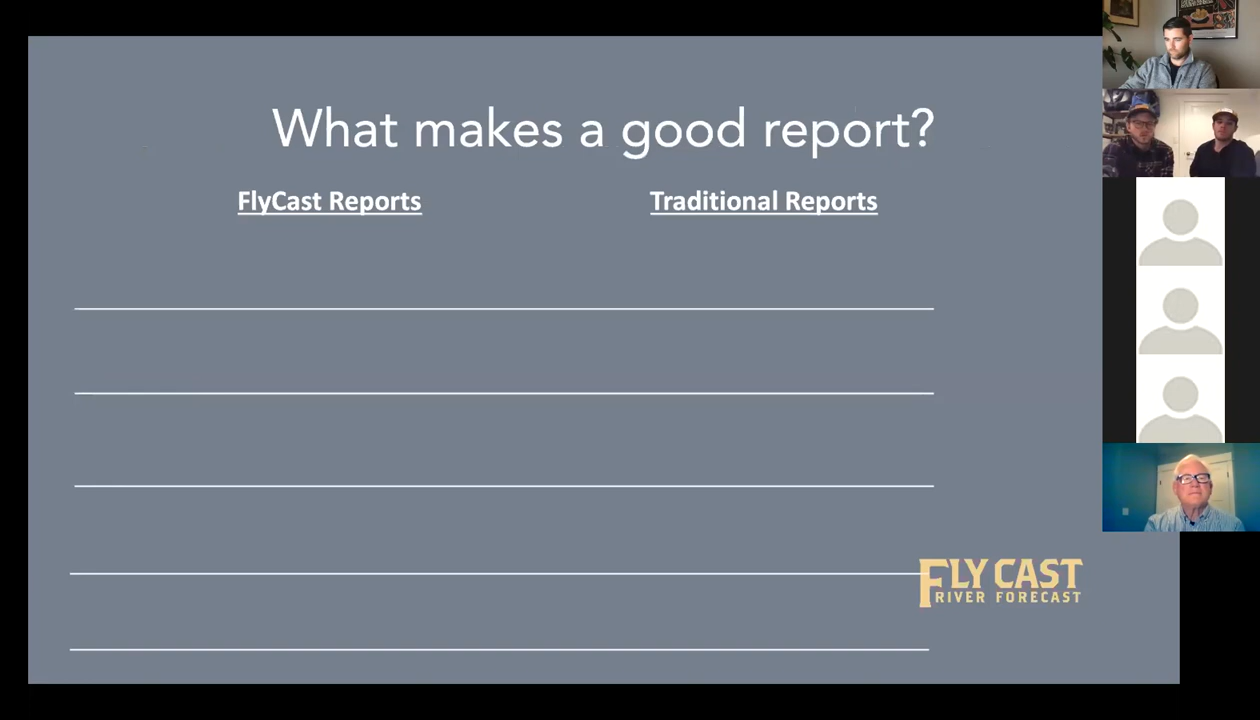 What makes a good report?
FlyCast Reports
Traditional Reports
FLY CAST
RIVER FORECAST